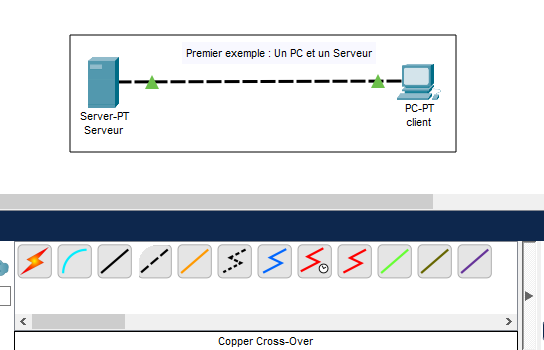 Premier exemple : Un PC et un Serveur
Server-PT
Serveur
PC-PT
client
Copper Cross-Over